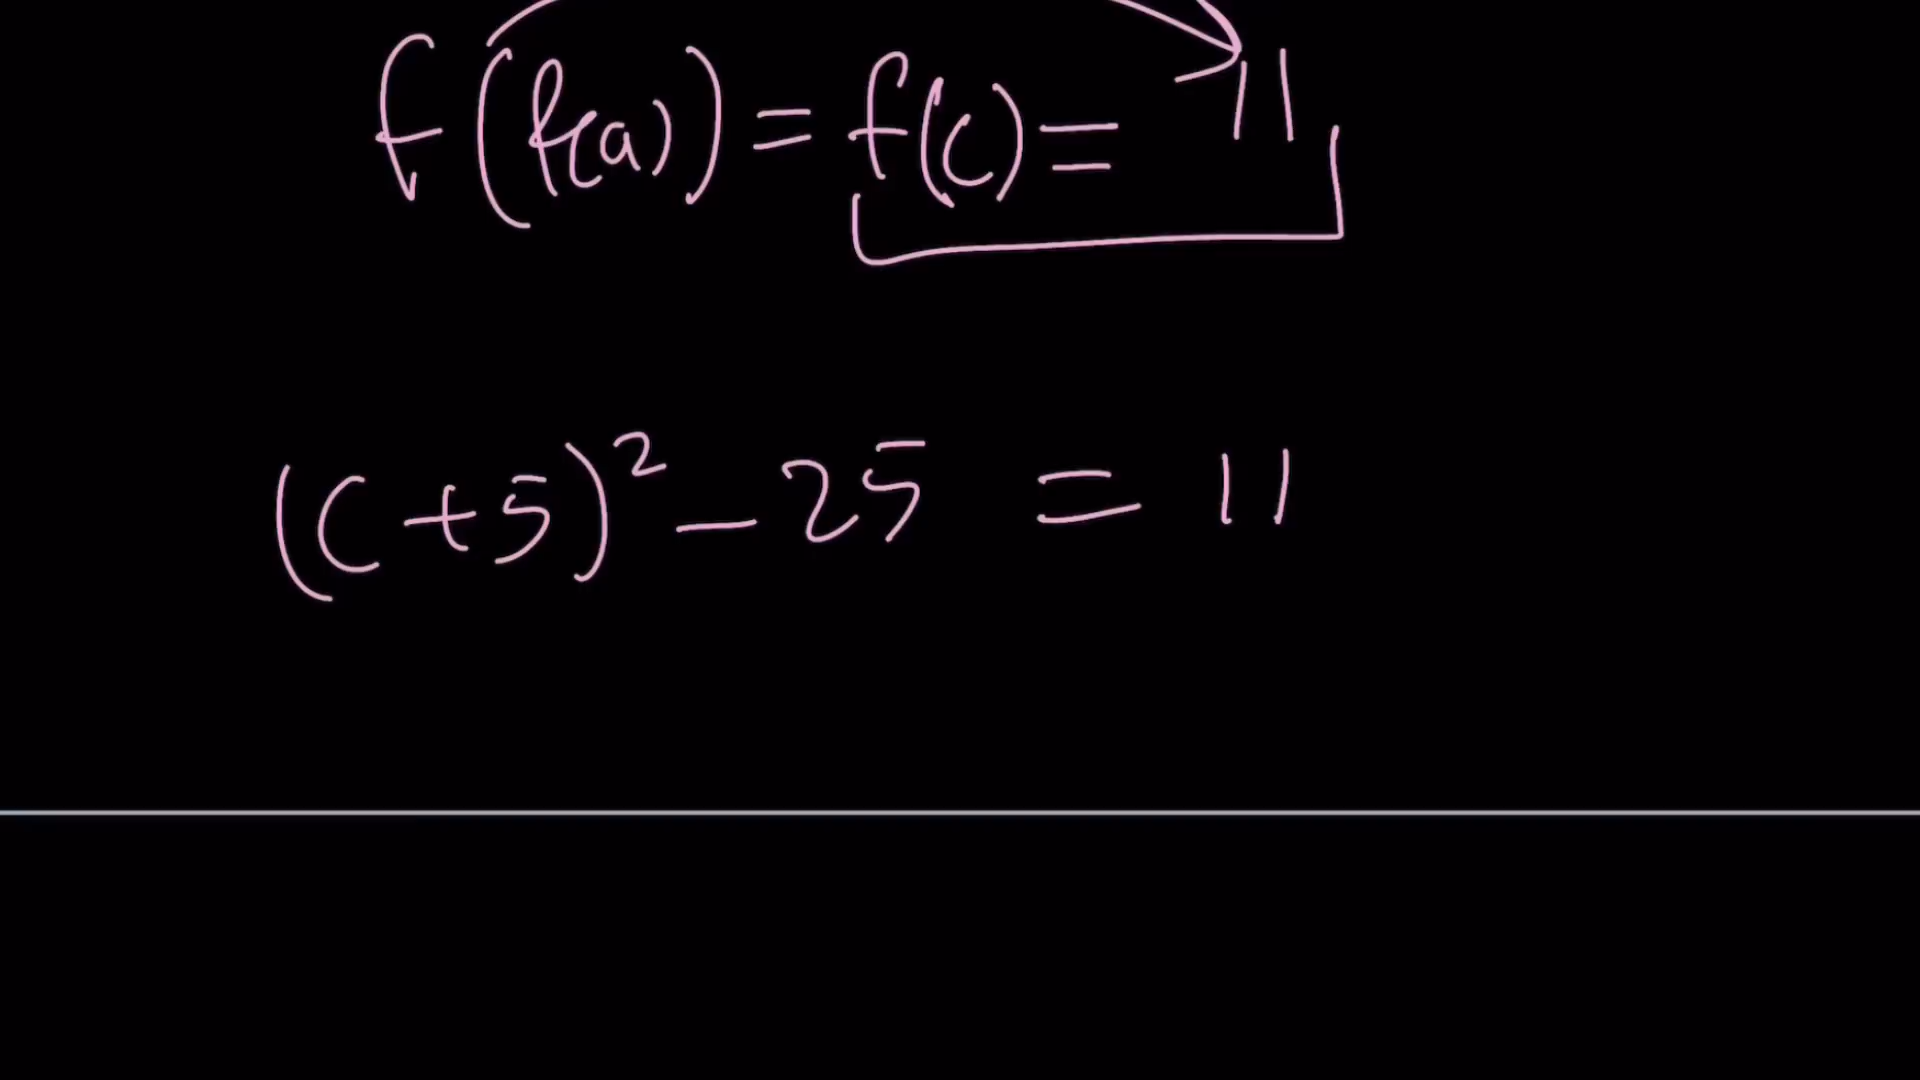 f(f(a)) = f(c) = 11
(c+5)² - 25 = 11